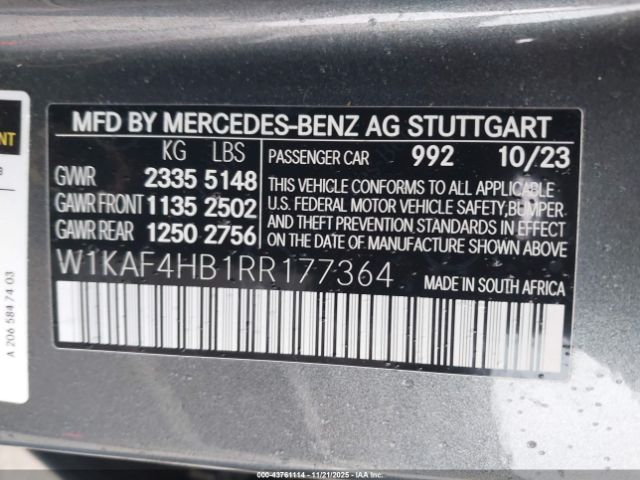 MFD BY MERCEDES-BENZ AG STUTTGART
KG LBS
GVWR 2335 5148
GAWR FRONT 1135 2502
GAWR REAR 1250 2756
PASSENGER CAR 992 10/23
THIS VEHICLE CONFORMS TO ALL APPLICABLE
U.S. FEDERAL MOTOR VEHICLE SAFETY, BUMPER
AND THEFT PREVENTION STANDARDS
IN EFFECT ON THE DATE OF
MANUFACTURE SHOWN ABOVE.
W1KAF4HB1RR177364
MADE IN SOUTH AFRICA
A 206 584 74 03
© IAAI - 43761114 - 11/21/2025 - IAAI.COM